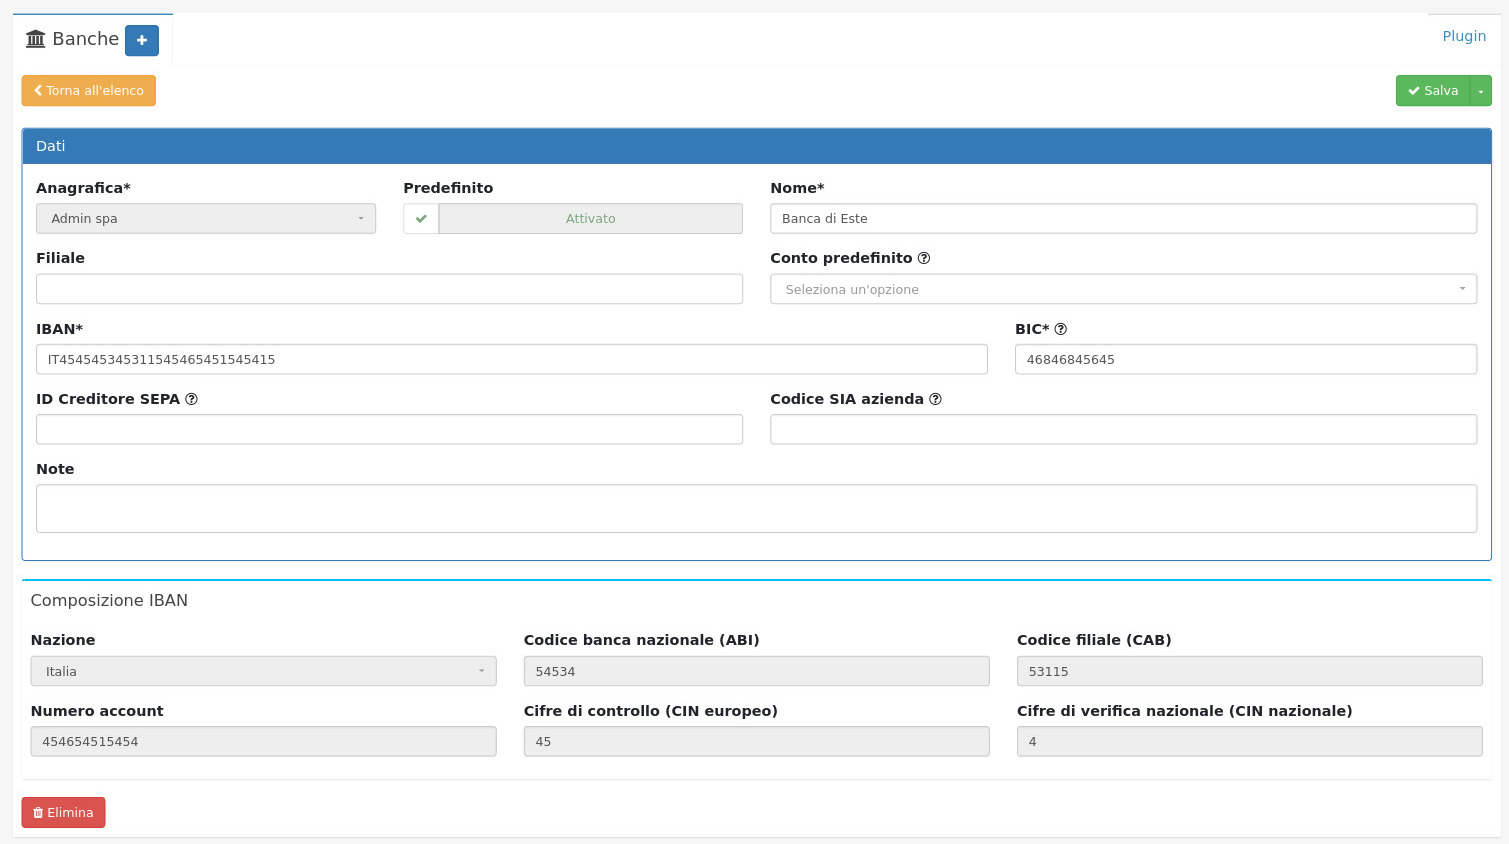 Banche
Plugin
Torna all'elenco
Salva
Dati
Anagrafica* Predefinito Nome*
Admin spa Attivato Banca di Este
Filiale Conto predefinito
Seleziona un'opzione
IBAN* BIC*
IT4545453453115454654515454​15 46846845645
ID Creditore SEPA Codice SIA azienda
Note
Composizione IBAN
Nazione Codice banca nazionale (ABI) Codice filiale (CAB)
Italia 54534 53115
Numero account Cifre di controllo (CIN europeo) Cifre di verifica nazionale (CIN nazionale)
454654515454 45 4
Elimina